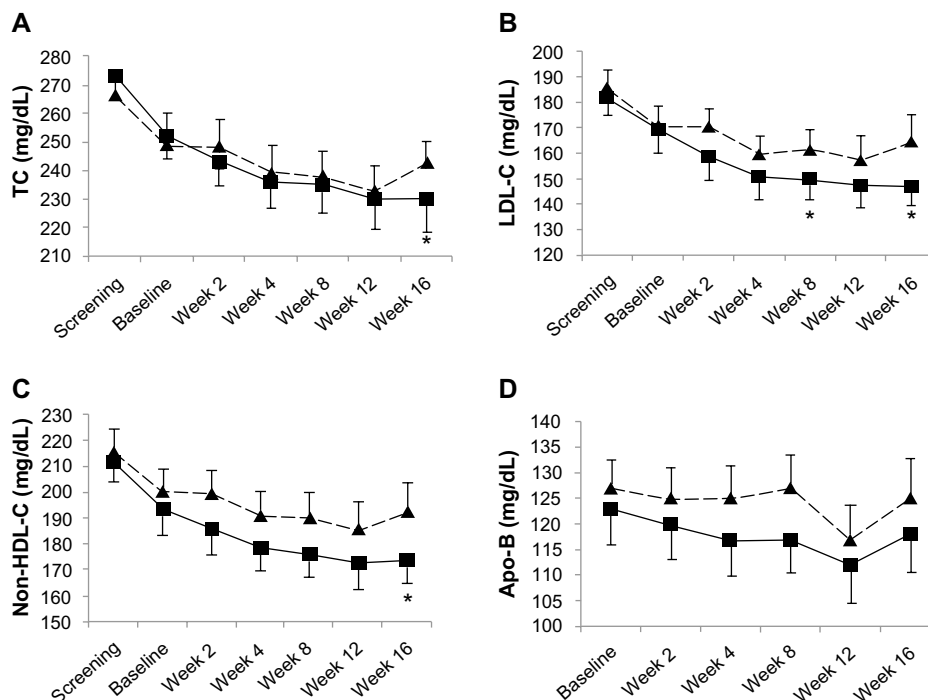 A
TC (mg/dL)
280
270
260
250
240
230
220
210
*
Screening
Baseline
Week 2
Week 4
Week 8
Week 12
Week 16
B
LDL-C (mg/dL)
200
190
180
170
160
150
140
130
120
*
*
Screening
Baseline
Week 2
Week 4
Week 8
Week 12
Week 16
C
Non-HDL-C (mg/dL)
230
220
210
200
190
180
170
160
150
*
Screening
Baseline
Week 2
Week 4
Week 8
Week 12
Week 16
D
Apo-B (mg/dL)
140
135
130
125
120
115
110
105
100
Baseline
Week 2
Week 4
Week 8
Week 12
Week 16